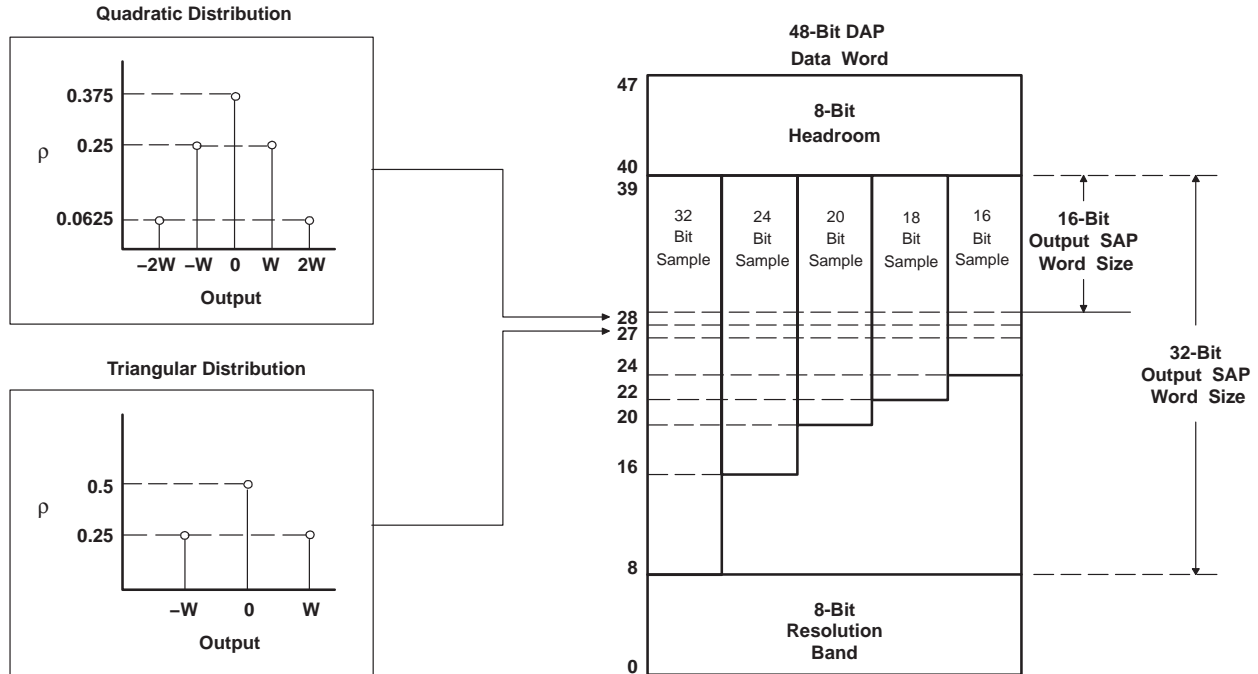 Quadratic Distribution
0.375
0.25
ρ
0.0625
–2W –W 0 W 2W
Output
Triangular Distribution
0.5
ρ
0.25
–W 0 W
Output
48-Bit DAP
Data Word
47
8-Bit
Headroom
40
39
32
Bit
Sample
24
Bit
Sample
20
Bit
Sample
18
Bit
Sample
16
Bit
Sample
28
27
24
22
20
16
8
8-Bit
Resolution
Band
0
16-Bit
Output SAP
Word Size
32-Bit
Output SAP
Word Size